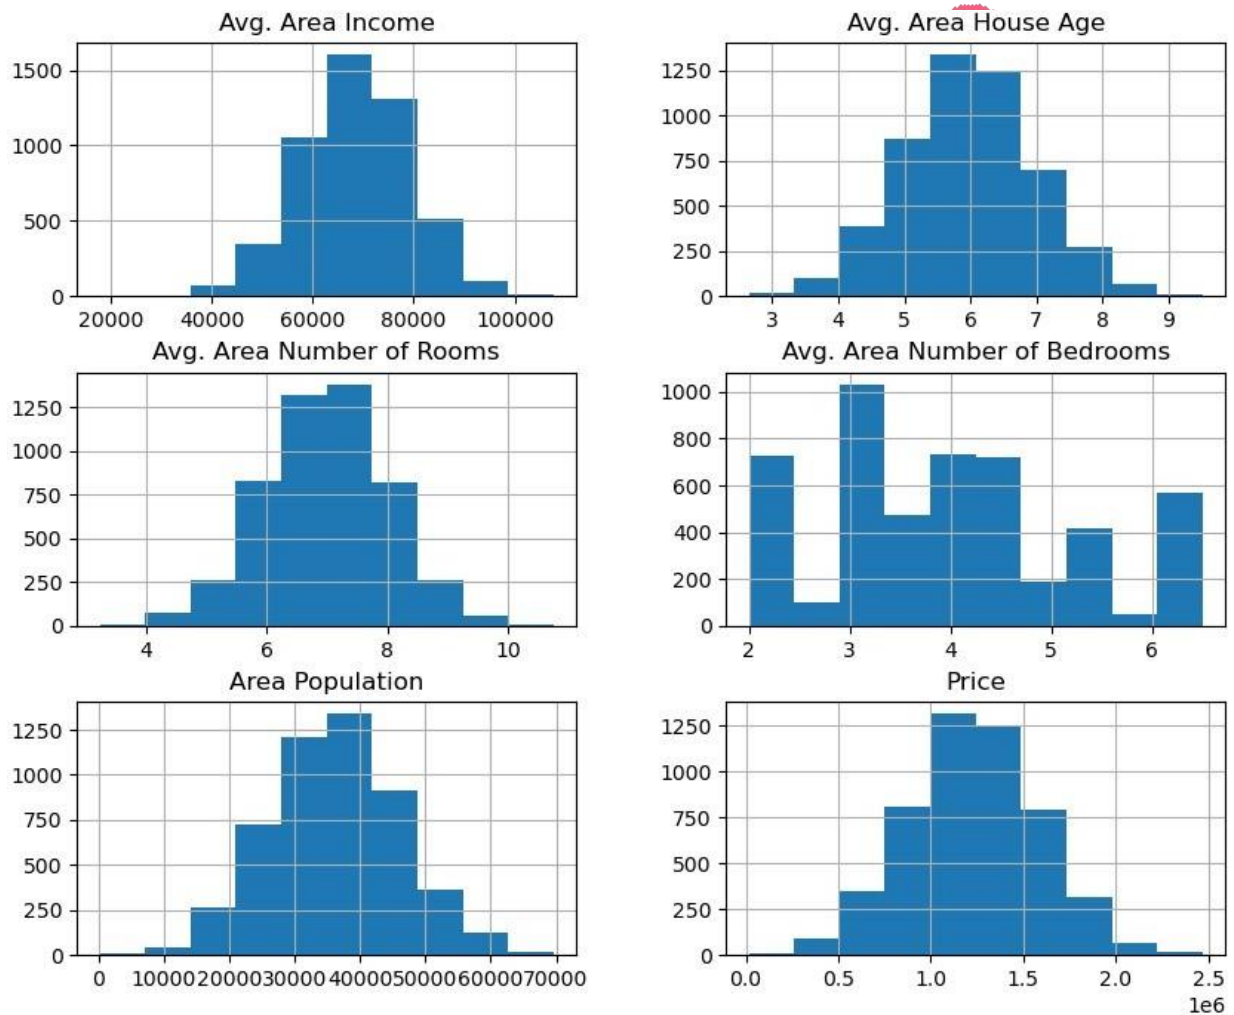 Avg. Area Income
1500
1000
500
0
20000 40000 60000 80000 100000
Avg. Area House Age
1250
1000
750
500
250
0
3 4 5 6 7 8 9
Avg. Area Number of Rooms
1250
1000
750
500
250
0
4 6 8 10
Avg. Area Number of Bedrooms
1000
800
600
400
200
0
2 3 4 5 6
Area Population
1250
1000
750
500
250
0
0 10000 20000 30000 40000 50000 60000 70000
Price
1250
1000
750
500
250
0
0.0 0.5 1.0 1.5 2.0 2.5
1e6